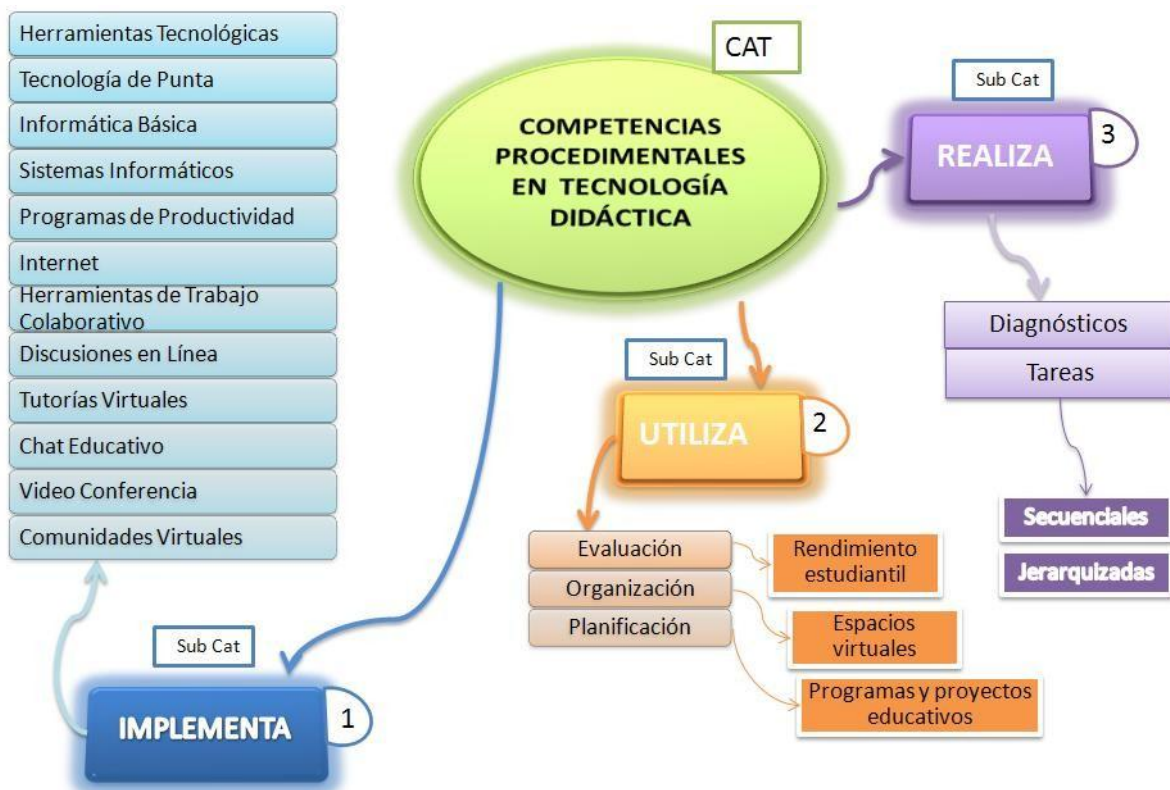 Herramientas Tecnológicas
Tecnología de Punta
Informática Básica
Sistemas Informáticos
Programas de Productividad
Internet
Herramientas de Trabajo
Colaborativo
Discusiones en Línea
Tutorías Virtuales
Chat Educativo
Video Conferencia
Comunidades Virtuales
Sub Cat
IMPLEMENTA
1
CAT
COMPETENCIAS
PROCEDIMENTALES
EN TECNOLOGÍA
DIDÁCTICA
Sub Cat
UTILIZA
2
Evaluación
Organización
Planificación
Rendimiento
estudiantil
Espacios
virtuales
Programas y proyectos
educativos
Sub Cat
REALIZA
3
Diagnósticos
Tareas
Secuenciales
Jerarquizadas